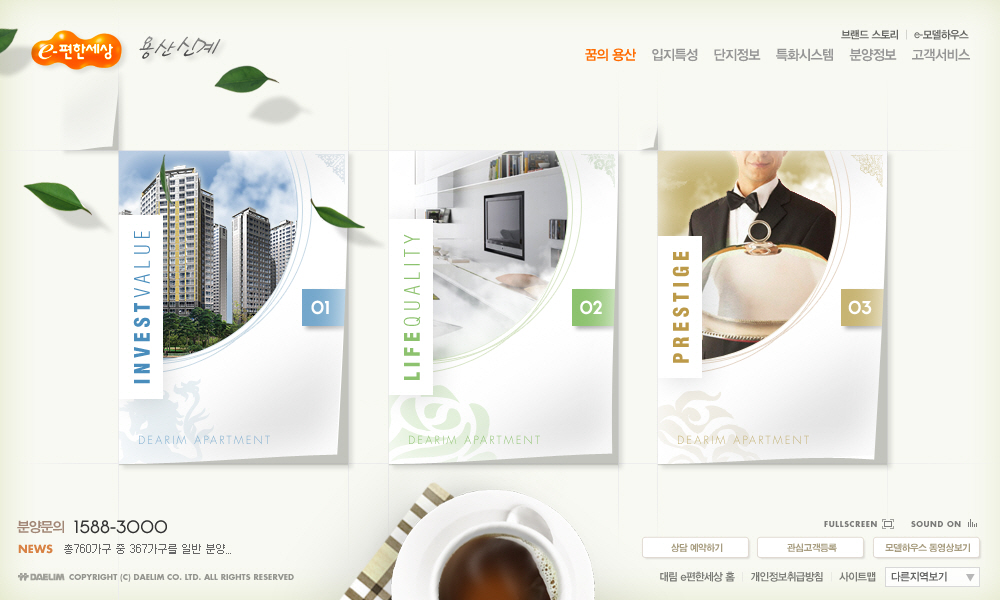 e-편한세상
용산 신계
브랜드 스토리 | e-모델하우스
꿈의 용산 입지특성 단지정보 특화시스템 분양정보 고객서비스
INVESTVALUE
01
DEARIM APARTMENT
LIFEQUALITY
02
DEARIM APARTMENT
PRESTIGE
03
DEARIM APARTMENT
분양문의 1588-3000
NEWS 총760가구 중 367가구를 일반 분양...
DAELIM COPYRIGHT (C) DAELIM CO. LTD. ALL RIGHTS RESERVED
FULLSCREEN SOUND ON
상담 예약하기 관심고객등록 모델하우스 동영상보기
대림 e편한세상 홈 | 개인정보취급방침 | 사이트맵 다른지역보기